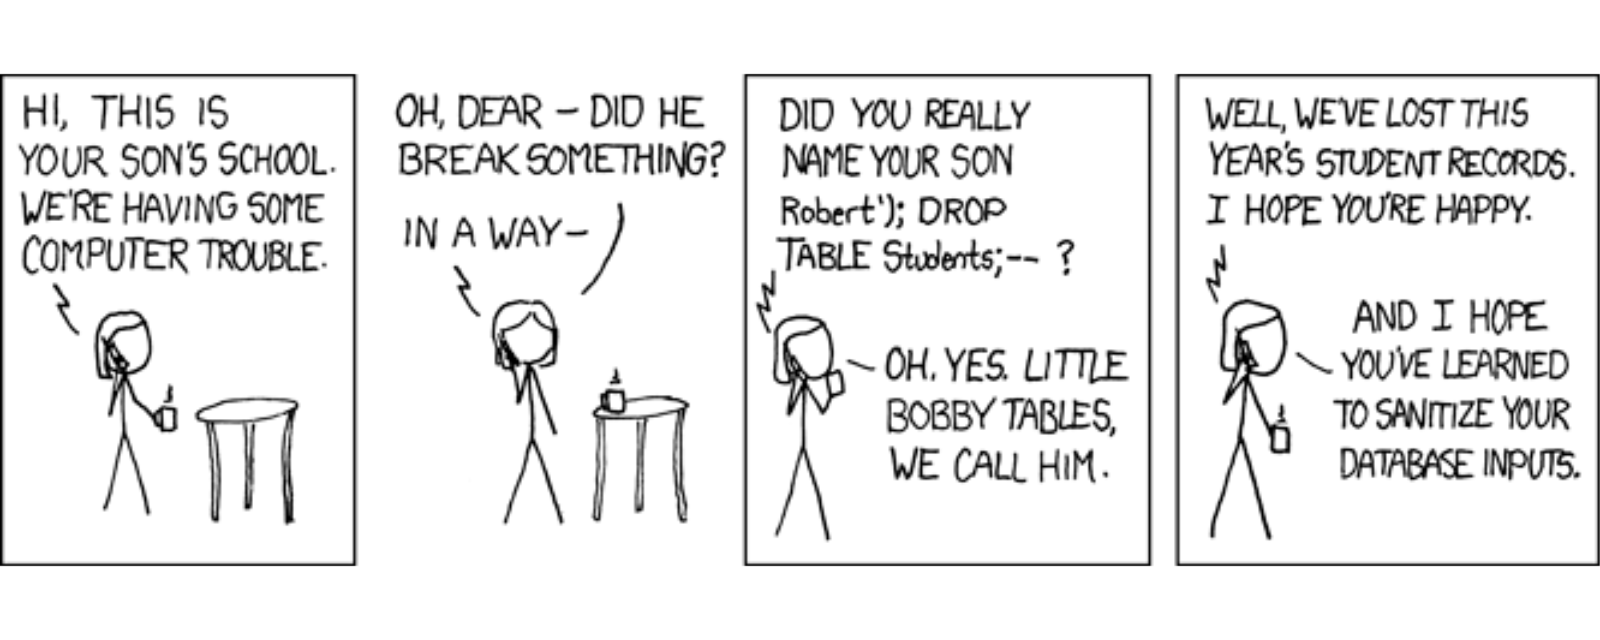 HI, THIS IS
YOUR SON'S SCHOOL.
WE'RE HAVING SOME
COMPUTER TROUBLE.
OH, DEAR – DID HE
BREAK SOMETHING?
IN A WAY–
DID YOU REALLY
NAME YOUR SON
Robert'); DROP
TABLE Students;-- ?
OH. YES. LITTLE
BOBBY TABLES,
WE CALL HIM.
WELL, WE'VE LOST THIS
YEAR'S STUDENT RECORDS.
I HOPE YOU'RE HAPPY.
AND I HOPE
YOU'VE LEARNED
TO SANITIZE YOUR
DATABASE INPUTS.